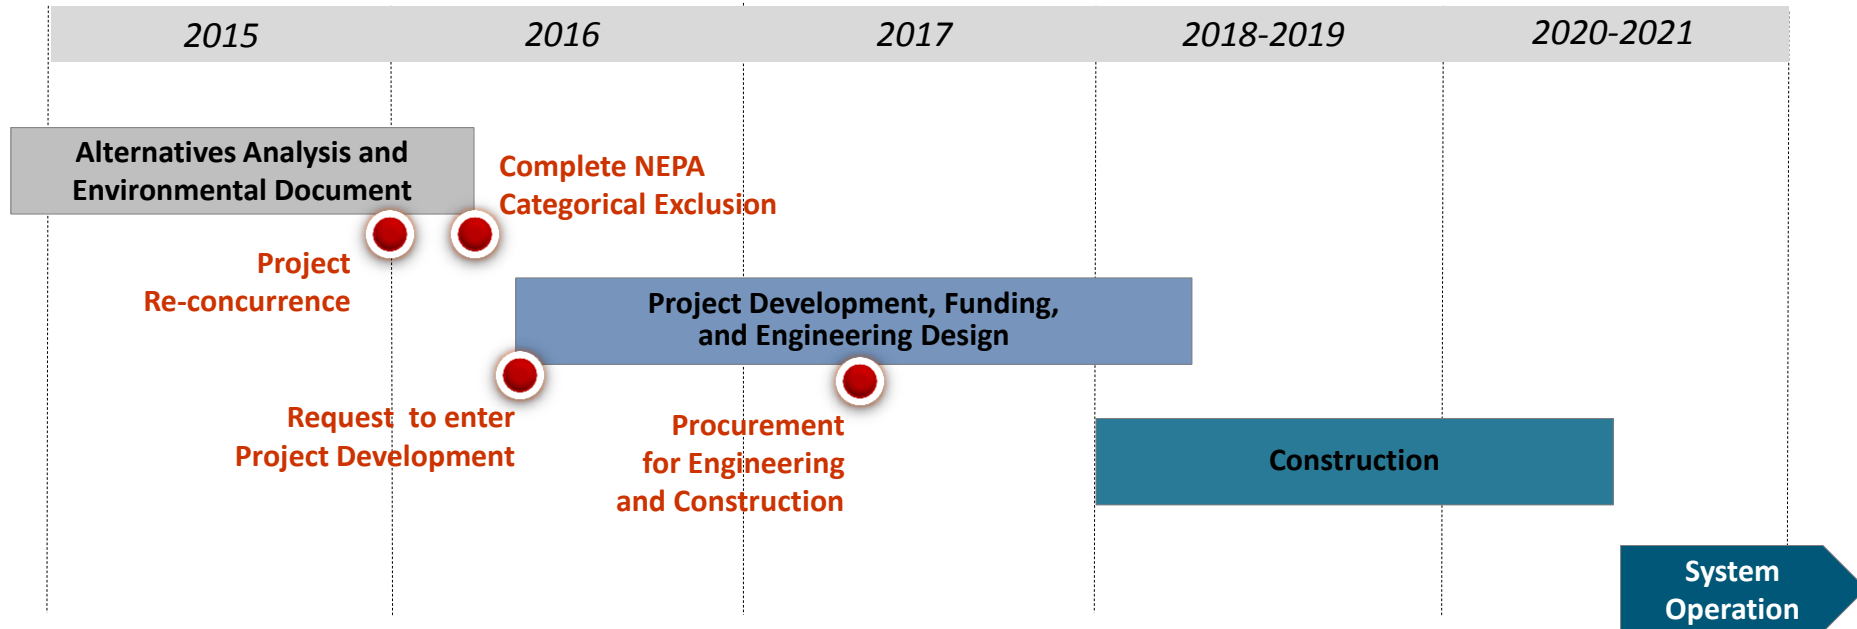 2015
2016
2017
2018-2019
2020-2021
Alternatives Analysis and
Environmental Document
Complete NEPA
Categorical Exclusion
Project
Re-concurrence
Project Development, Funding,
and Engineering Design
Request to enter
Project Development
Procurement
for Engineering
and Construction
Construction
System
Operation